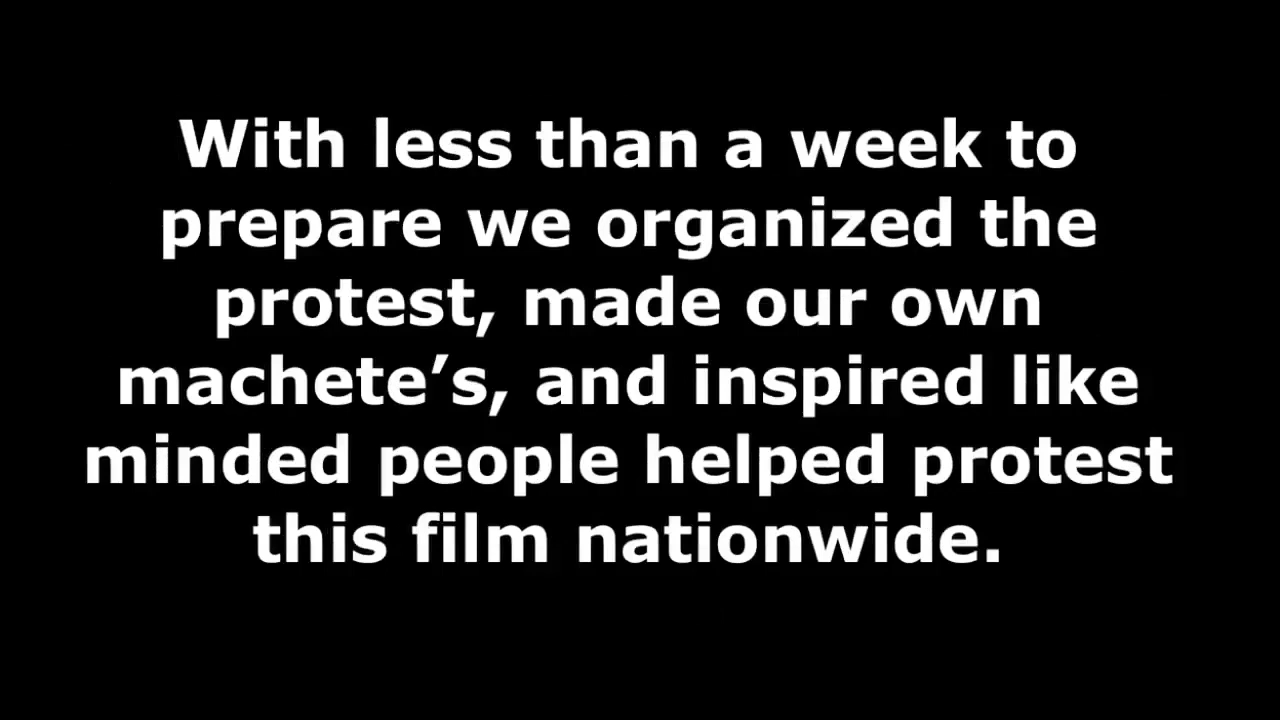 With less than a week to
prepare we organized the
protest, made our own
machete’s, and inspired like
minded people helped protest
this film nationwide.